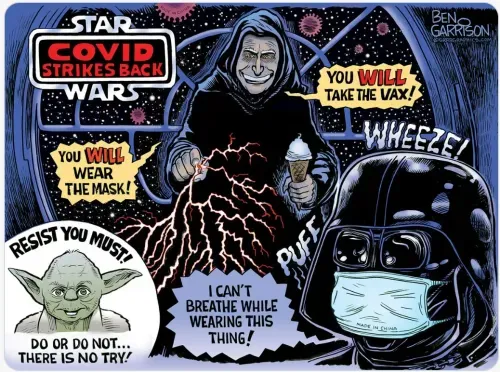 STAR
COVID
STRIKES BACK
WARS
BEN
GARRISON
YOU WILL
TAKE THE VAX!
WHEEZE!
YOU WILL
WEAR
THE MASK!
PUFF
RESIST YOU MUST!
DO OR DO NOT...
THERE IS NO TRY!
I CAN'T
BREATHE WHILE
WEARING THIS
THING!
MADE IN CHINA